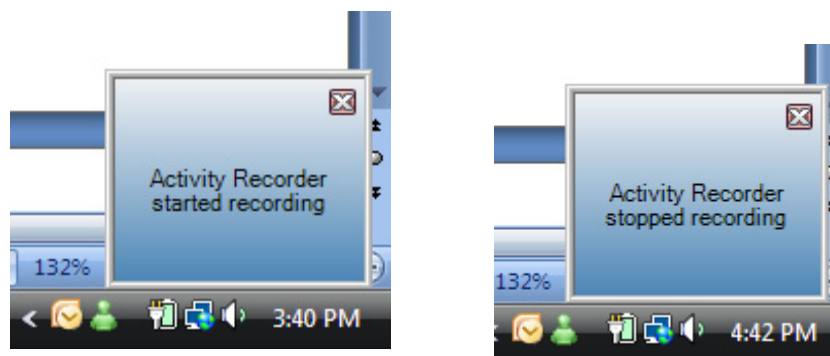 Activity Recorder
started recording
132%
3:40 PM
Activity Recorder
stopped recording
132%
4:42 PM